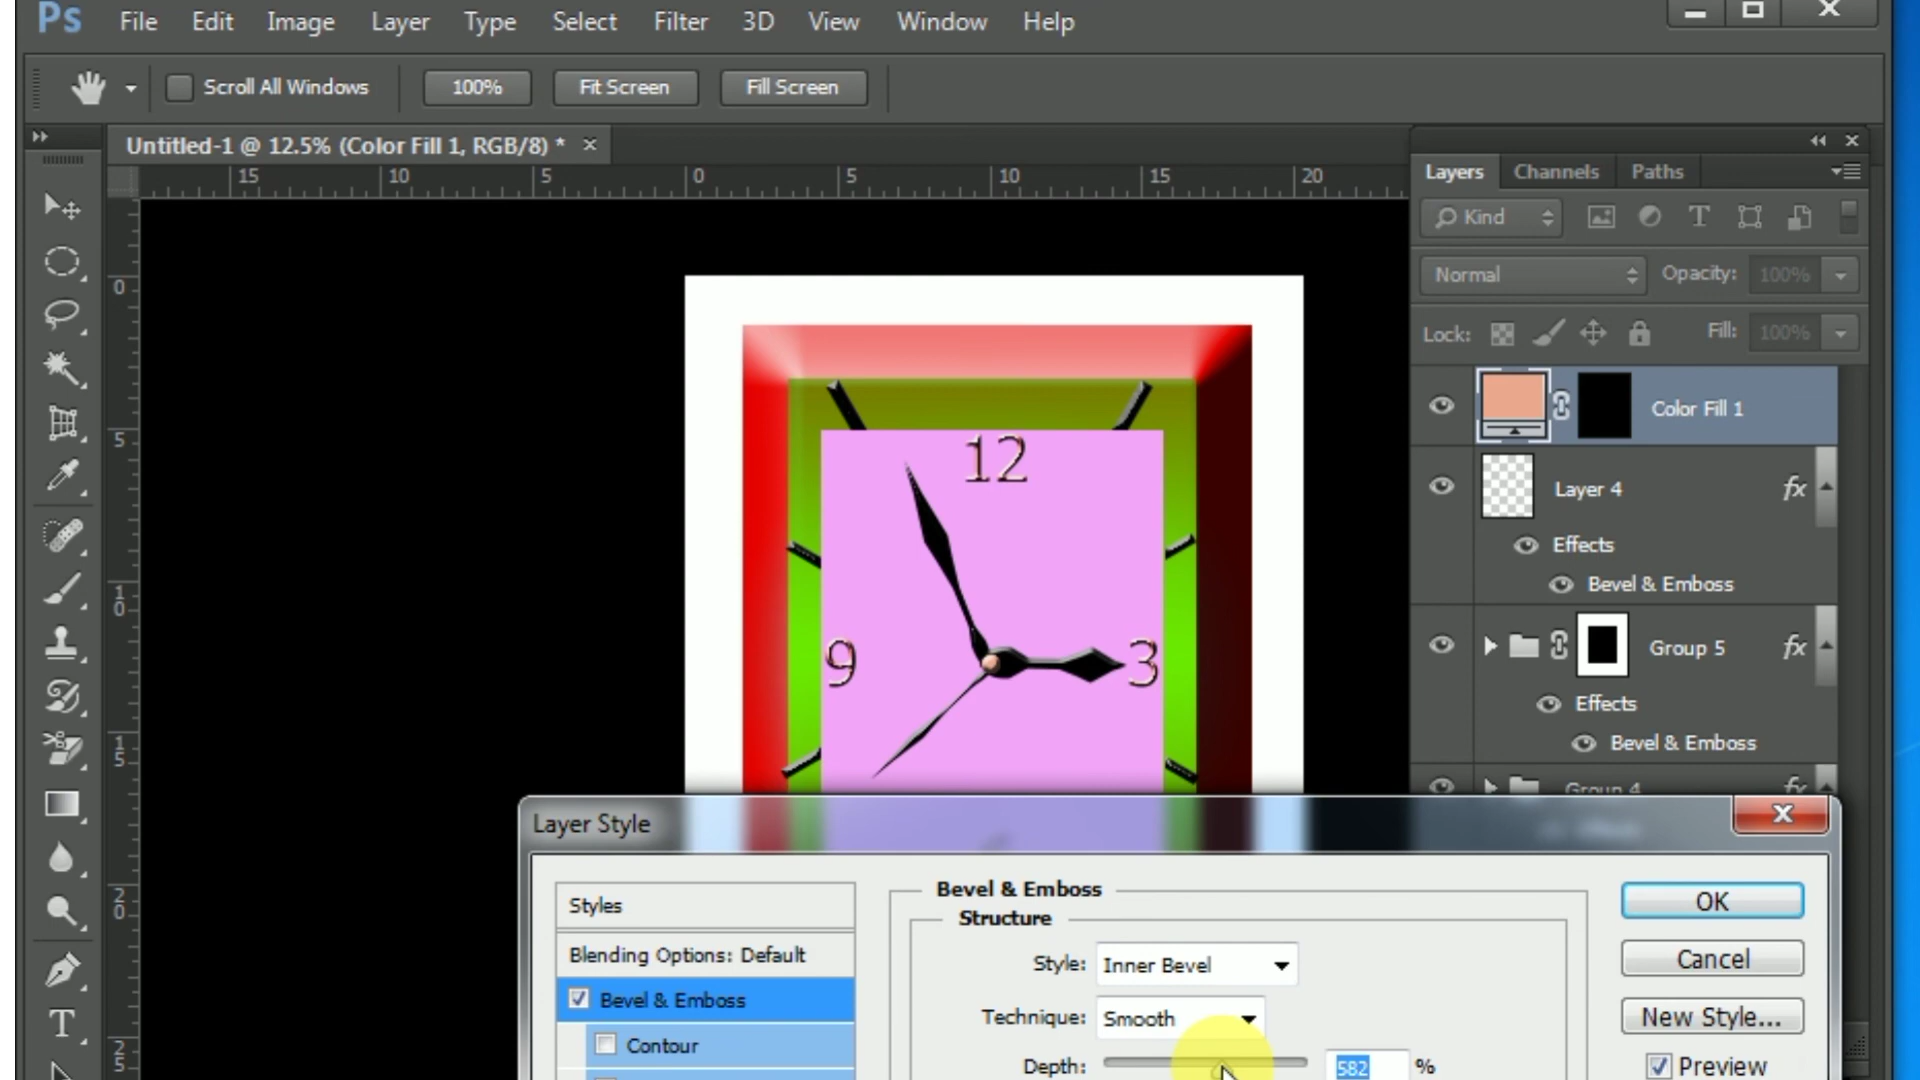 Ps File Edit Image Layer Type Select Filter 3D View Window Help
Scroll All Windows 100% Fit Screen Fill Screen
Untitled-1 @ 12.5% (Color Fill 1, RGB/8) *
15 10 5 0 5 10 15 20
0
5
10
15
20
25
12
9
3
Layers Channels Paths
Kind
Normal Opacity: 100%
Lock: Fill: 100%
Color Fill 1
Layer 4 fx
Effects
Bevel & Emboss
Group 5 fx
Effects
Bevel & Emboss
Group 4 fx
Layer Style
Styles
Blending Options: Default
Bevel & Emboss
Contour
Bevel & Emboss
Structure
Style: Inner Bevel
Technique: Smooth
Depth: 582 %
OK
Cancel
New Style...
Preview